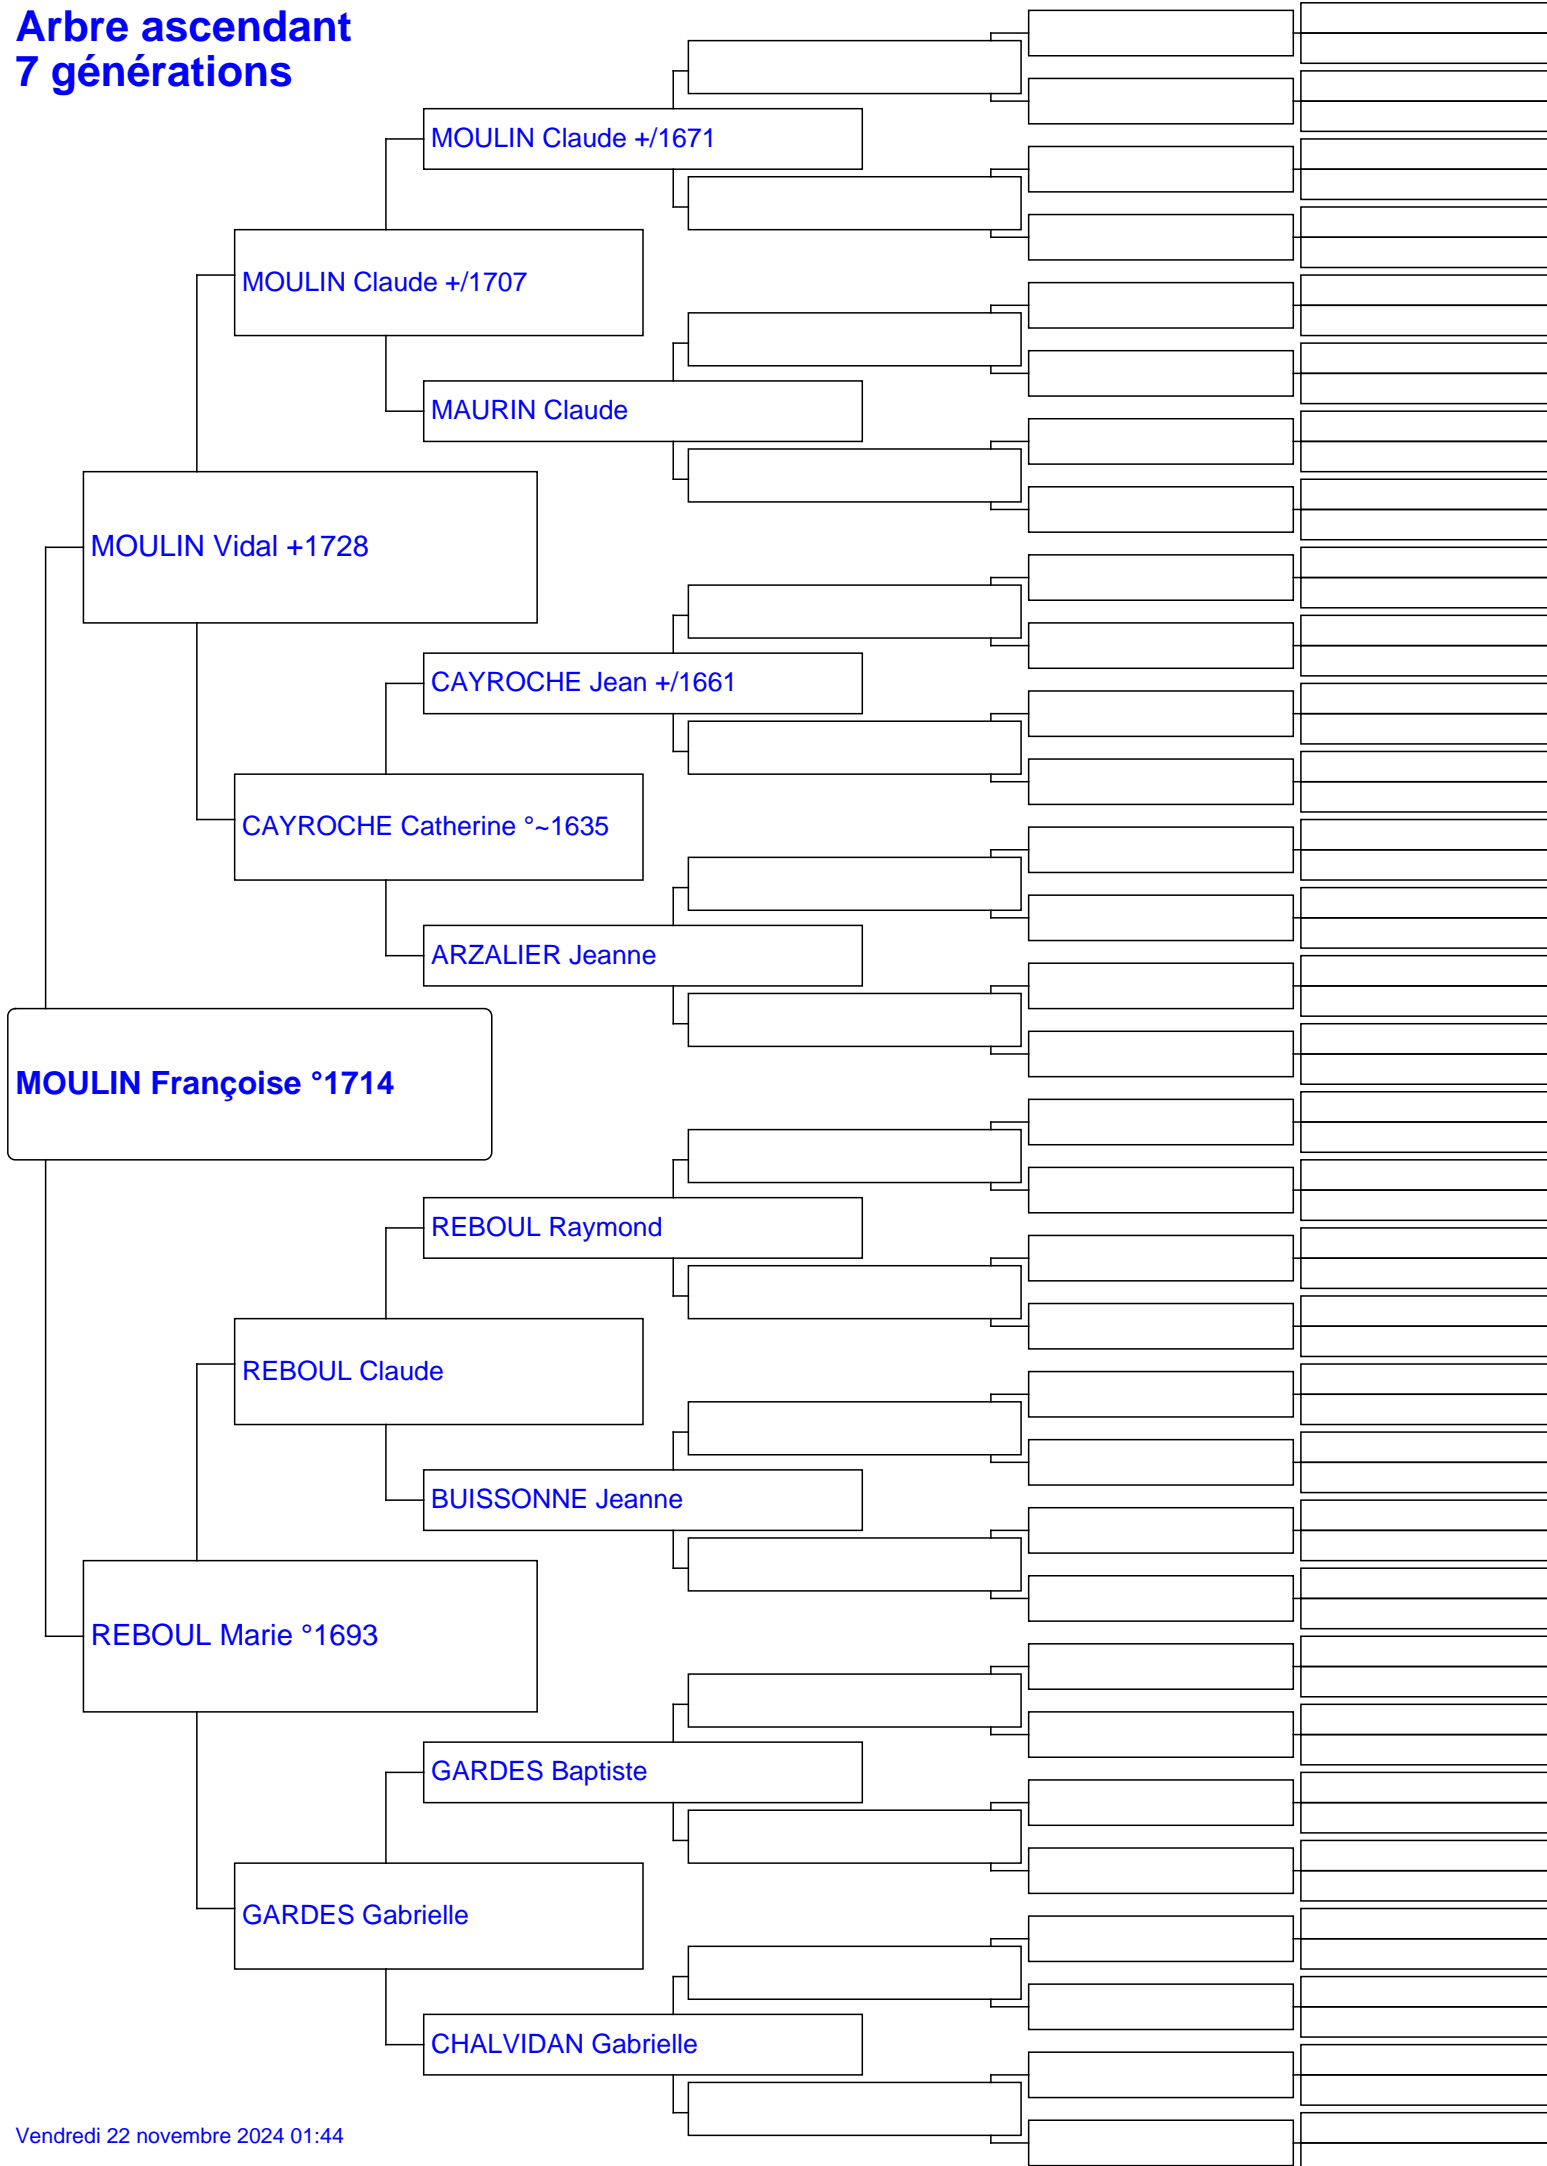 Arbre ascendant
7 générations
MOULIN Claude +/1671
MOULIN Claude +/1707
MAURIN Claude
MOULIN Vidal +1728
CAYROCHE Jean +/1661
CAYROCHE Catherine °~1635
ARZALIER Jeanne
MOULIN Françoise °1714
REBOUL Raymond
REBOUL Claude
BUISSONNE Jeanne
REBOUL Marie °1693
GARDES Baptiste
GARDES Gabrielle
CHALVIDAN Gabrielle
Vendredi 22 novembre 2024 01:44